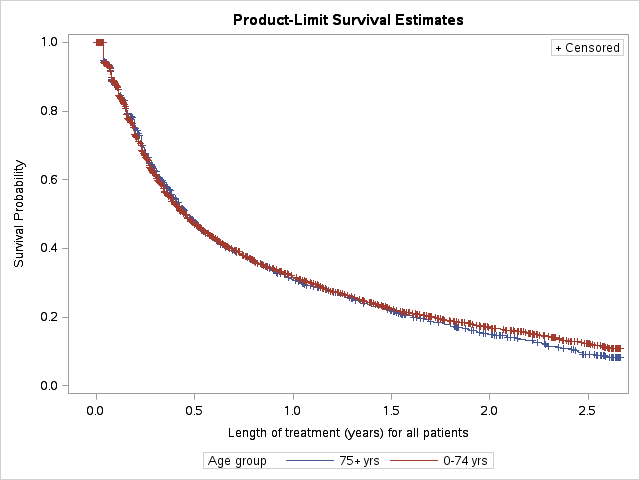 Product-Limit Survival Estimates
+ Censored
1.0
0.8
0.6
0.4
0.2
0.0
Survival Probability
0.0 0.5 1.0 1.5 2.0 2.5
Length of treatment (years) for all patients
Age group 75+ yrs 0-74 yrs